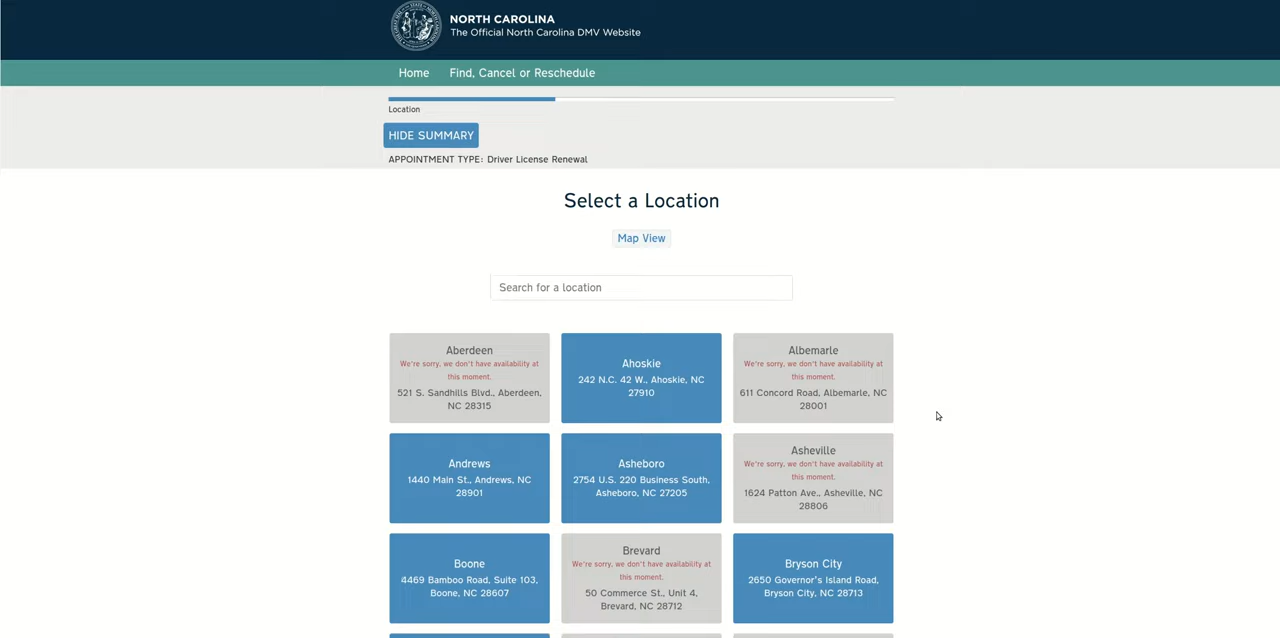 NORTH CAROLINA
The Official North Carolina DMV Website
Home Find, Cancel or Reschedule
Location
HIDE SUMMARY
APPOINTMENT TYPE: Driver License Renewal
Select a Location
Map View
Search for a location
Aberdeen
We're sorry, we don't have availability at
this moment.
521 S. Sandhills Blvd., Aberdeen,
NC 28315
Ahoskie
242 N.C. 42 W., Ahoskie, NC
27910
Albemarle
We're sorry, we don't have availability at
this moment.
611 Concord Road, Albemarle, NC
28001
Andrews
1440 Main St., Andrews, NC
28901
Asheboro
2754 U.S. 220 Business South,
Asheboro, NC 27205
Asheville
We're sorry, we don't have availability at
this moment.
1624 Patton Ave., Asheville, NC
28806
Boone
4469 Bamboo Road, Suite 103,
Boone, NC 28607
Brevard
We're sorry, we don't have availability at
this moment.
50 Commerce St., Unit 4,
Brevard, NC 28712
Bryson City
2650 Governor's Island Road,
Bryson City, NC 28713